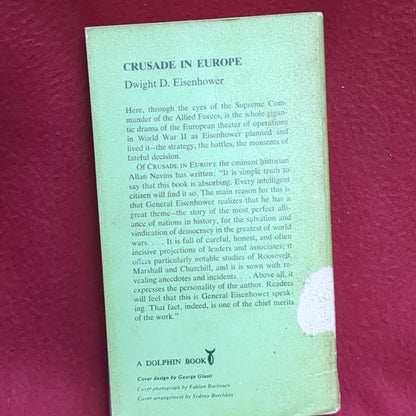 CRUSADE IN EUROPE
Dwight D. Eisenhower
Here, through the eyes of the Supreme Com-
mander of the Allied Forces, is the whole gigan-
tic drama of the European theater of operations
in World War II as Eisenhower planned and
lived it—the strategy, the battles, the moments of
fateful decision.
Of CRUSADE IN EUROPE the eminent historian
Allan Nevins has written: "It is simple truth to
say that this book is absorbing. Every intelligent
citizen will find it so. The main reason for this is
that General Eisenhower realizes that he has a
great theme—the story of the most perfect alli-
ance of nations in history, for the salvation and
vindication of democracy in the greatest of world
wars. . . . It is full of careful, honest, and often
incisive projections of leaders and associates; it
offers particularly notable studies of Roosevelt,
Marshall and Churchill, and it is sown with re-
vealing anecdotes and incidents. . . . Above all, it
expresses the personality of the author. Readers
will feel that this is General Eisenhower speak-
ing. That fact, indeed, is one of the chief merits
of the work."
A DOLPHIN BOOK
Cover design by George Giusti
Cover photograph by Fabian Bachrach
Cover arrangement by Sydney Butchkes